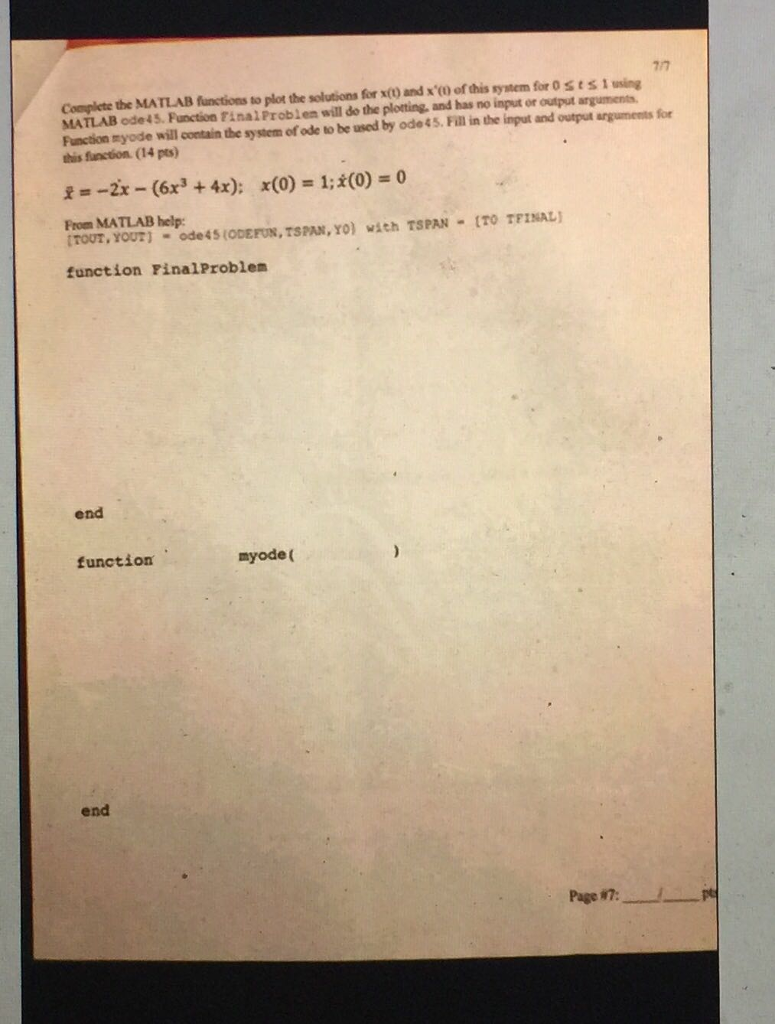 7/7
Complete the MATLAB functions to plot the solutions for x(t) and x'(t) of this system for 0 ≤ t ≤ 1 using
MATLAB ode45. Function FinalProblem will do the plotting, and has no input or output arguments.
Function myode will contain the system of ode to be used by ode45. Fill in the input and output arguments for
this function. (14 pts)
ẍ = −2ẋ − (6x³ + 4x); x(0) = 1; ẋ(0) = 0
From MATLAB help:
[TOUT,YOUT] = ode45(ODEFUN,TSPAN,Y0) with TSPAN = [T0 TFINAL]
function FinalProblem
end
function myode( )
end
Page #7: ____/____ pts